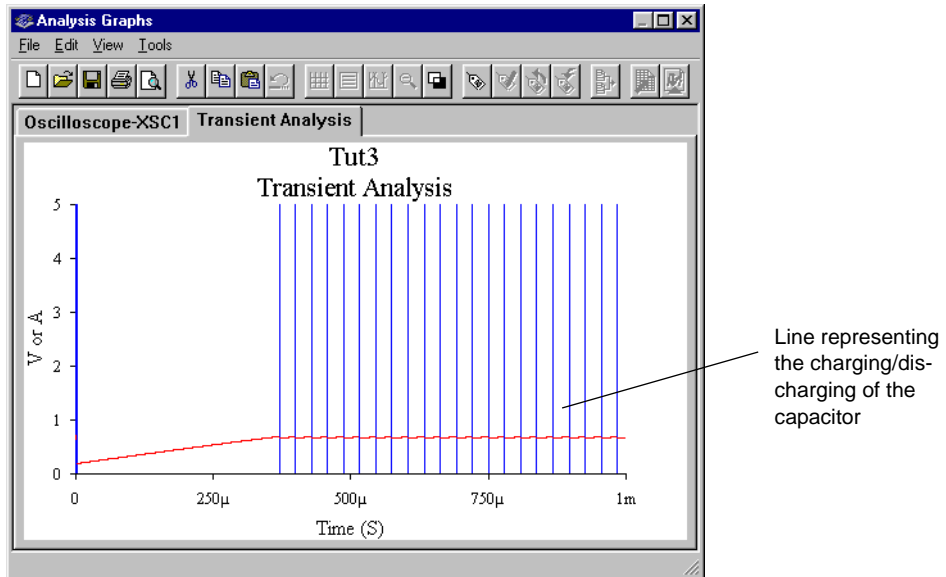 Analysis Graphs
File Edit View Tools
Oscilloscope-XSC1 Transient Analysis
Tut3
Transient Analysis
V or A
5
4
3
2
1
0
0 250µ 500µ 750µ 1m
Time (S)
Line representing
the charging/dis-
charging of the
capacitor